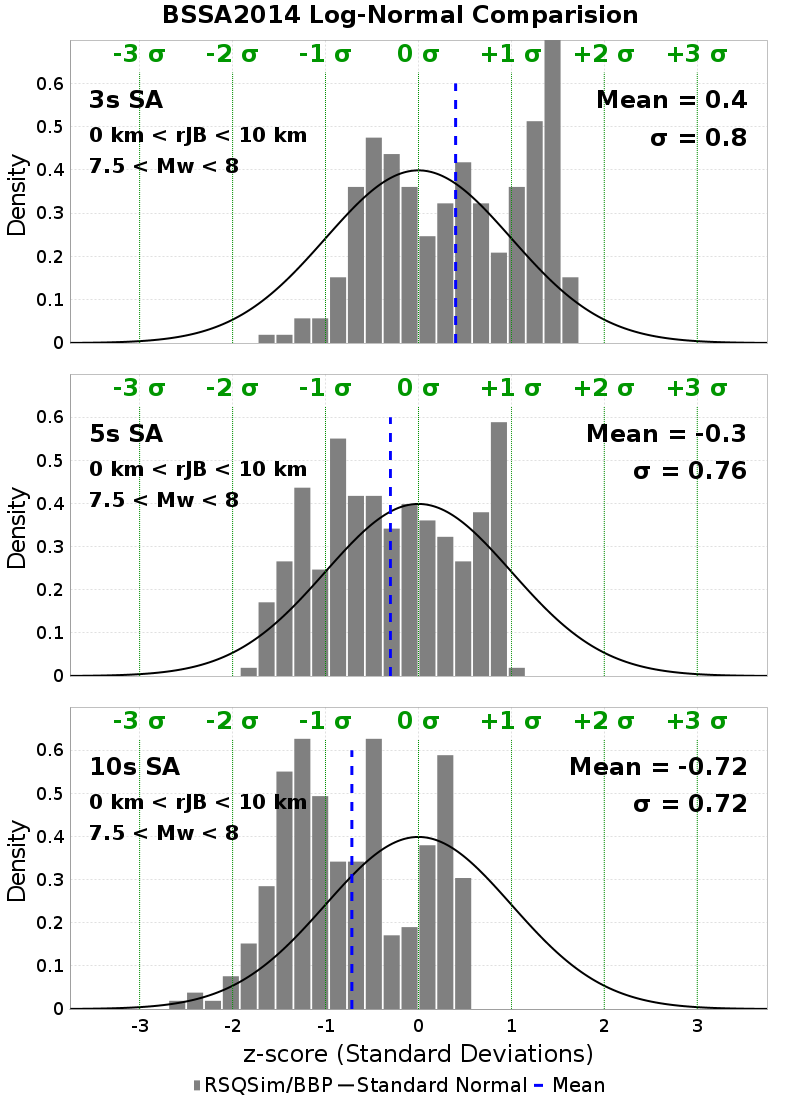 BSSA2014 Log-Normal Comparision
-3 σ -2 σ -1 σ 0 σ +1 σ +2 σ +3 σ
3s SA
0 km < rJB < 10 km
7.5 < Mw < 8
Mean = 0.4
σ = 0.8
Density
0.6
0.5
0.4
0.3
0.2
0.1
0
-3 σ -2 σ -1 σ 0 σ +1 σ +2 σ +3 σ
5s SA
0 km < rJB < 10 km
7.5 < Mw < 8
Mean = -0.3
σ = 0.76
Density
0.6
0.5
0.4
0.3
0.2
0.1
0
-3 σ -2 σ -1 σ 0 σ +1 σ +2 σ +3 σ
10s SA
0 km < rJB < 10 km
7.5 < Mw < 8
Mean = -0.72
σ = 0.72
Density
0.6
0.5
0.4
0.3
0.2
0.1
0
-3 -2 -1 0 1 2 3
z-score (Standard Deviations)
RSQSim/BBP Standard Normal Mean